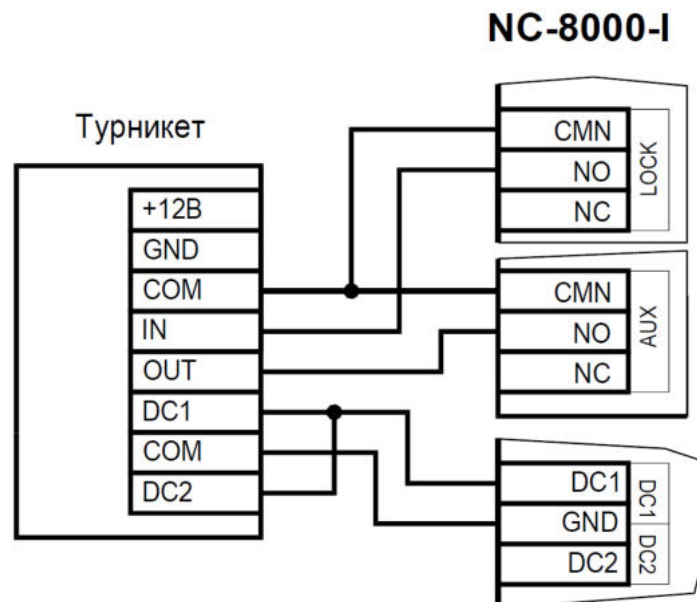 NC-8000-I
Турникет
+12В
GND
COM
IN
OUT
DC1
COM
DC2
CMN
NO
NC
LOCK
CMN
NO
NC
AUX
DC1
GND
DC2
DC1
DC2